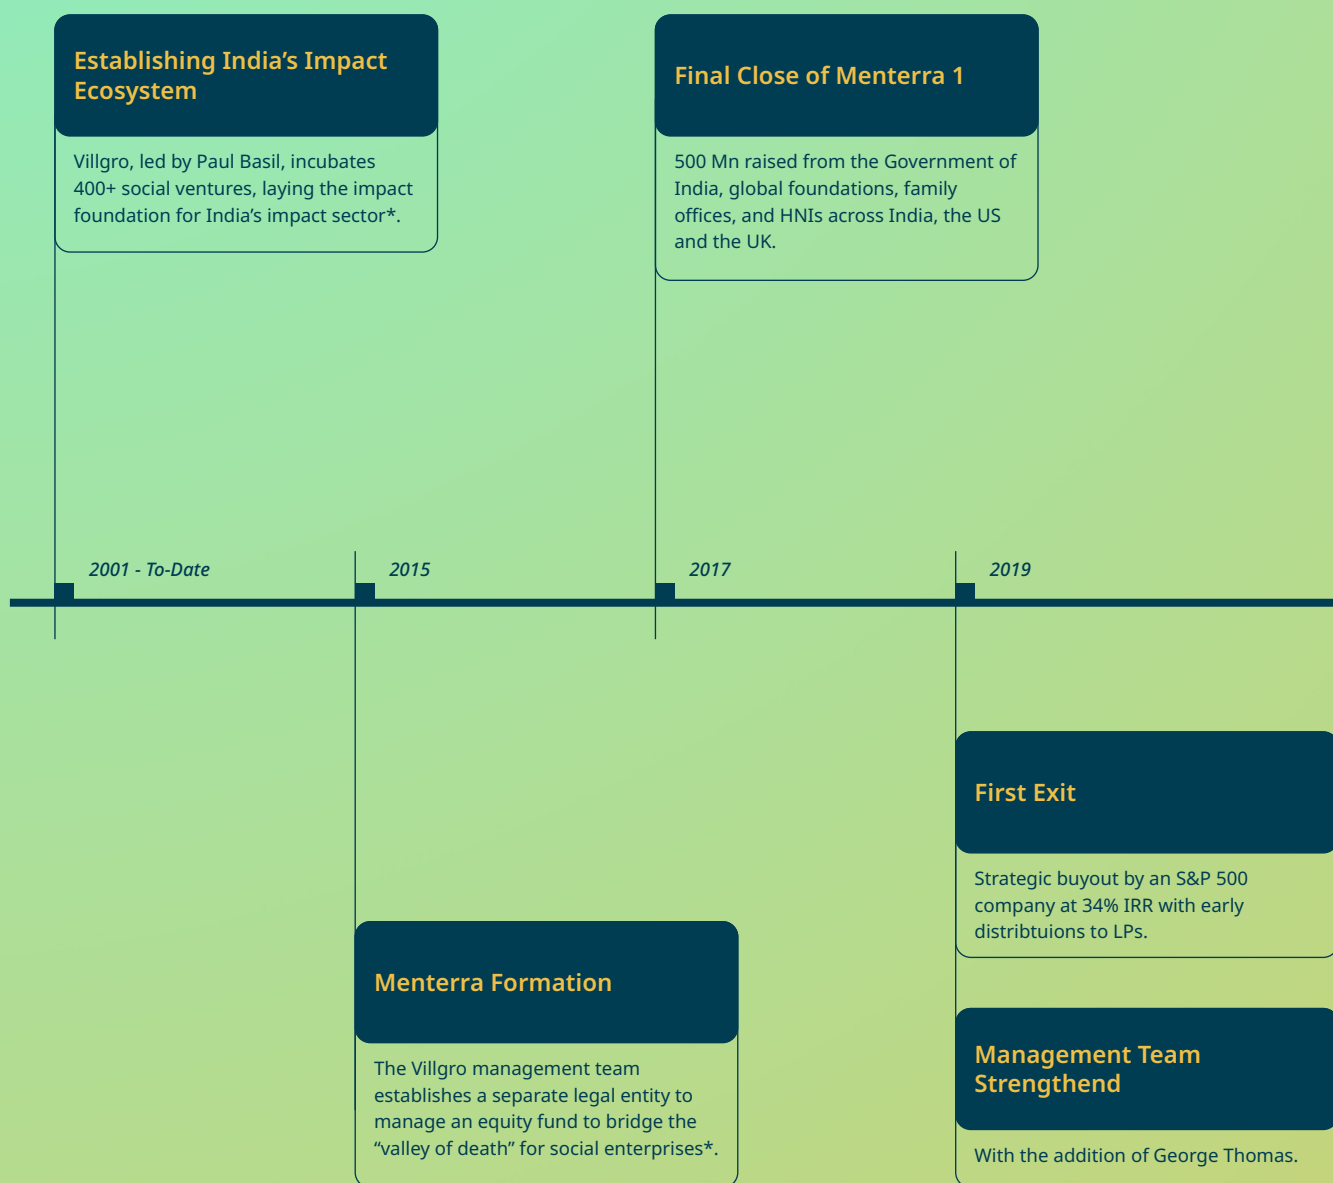 Establishing India’s Impact
Ecosystem
Villgro, led by Paul Basil, incubates
400+ social ventures, laying the impact
foundation for India’s impact sector*.
Final Close of Menterra 1
500 Mn raised from the Government of
India, global foundations, family
offices, and HNIs across India, the US
and the UK.
2001 - To-Date
2015
2017
2019
Menterra Formation
The Villgro management team
establishes a separate legal entity to
manage an equity fund to bridge the
“valley of death” for social enterprises*.
First Exit
Strategic buyout by an S&P 500
company at 34% IRR with early
distribtuions to LPs.
Management Team
Strengthend
With the addition of George Thomas.